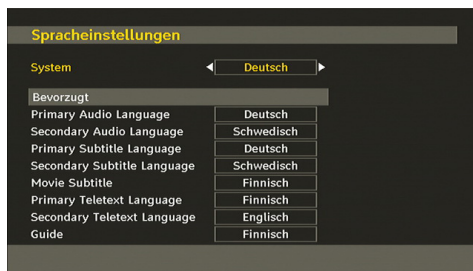 Spracheinstellungen
System Deutsch
Bevorzugt
Primary Audio Language Deutsch
Secondary Audio Language Schwedisch
Primary Subtitle Language Deutsch
Secondary Subtitle Language Schwedisch
Movie Subtitle Finnisch
Primary Teletext Language Finnisch
Secondary Teletext Language Englisch
Guide Finnisch